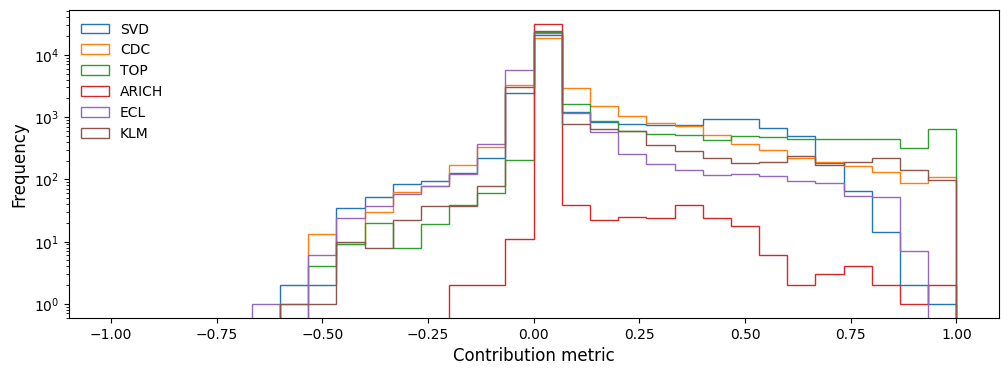 SVD
CDC
TOP
ARICH
ECL
KLM
Frequency
10⁴
10³
10²
10¹
10⁰
−1.00 −0.75 −0.50 −0.25 0.00 0.25 0.50 0.75 1.00
Contribution metric